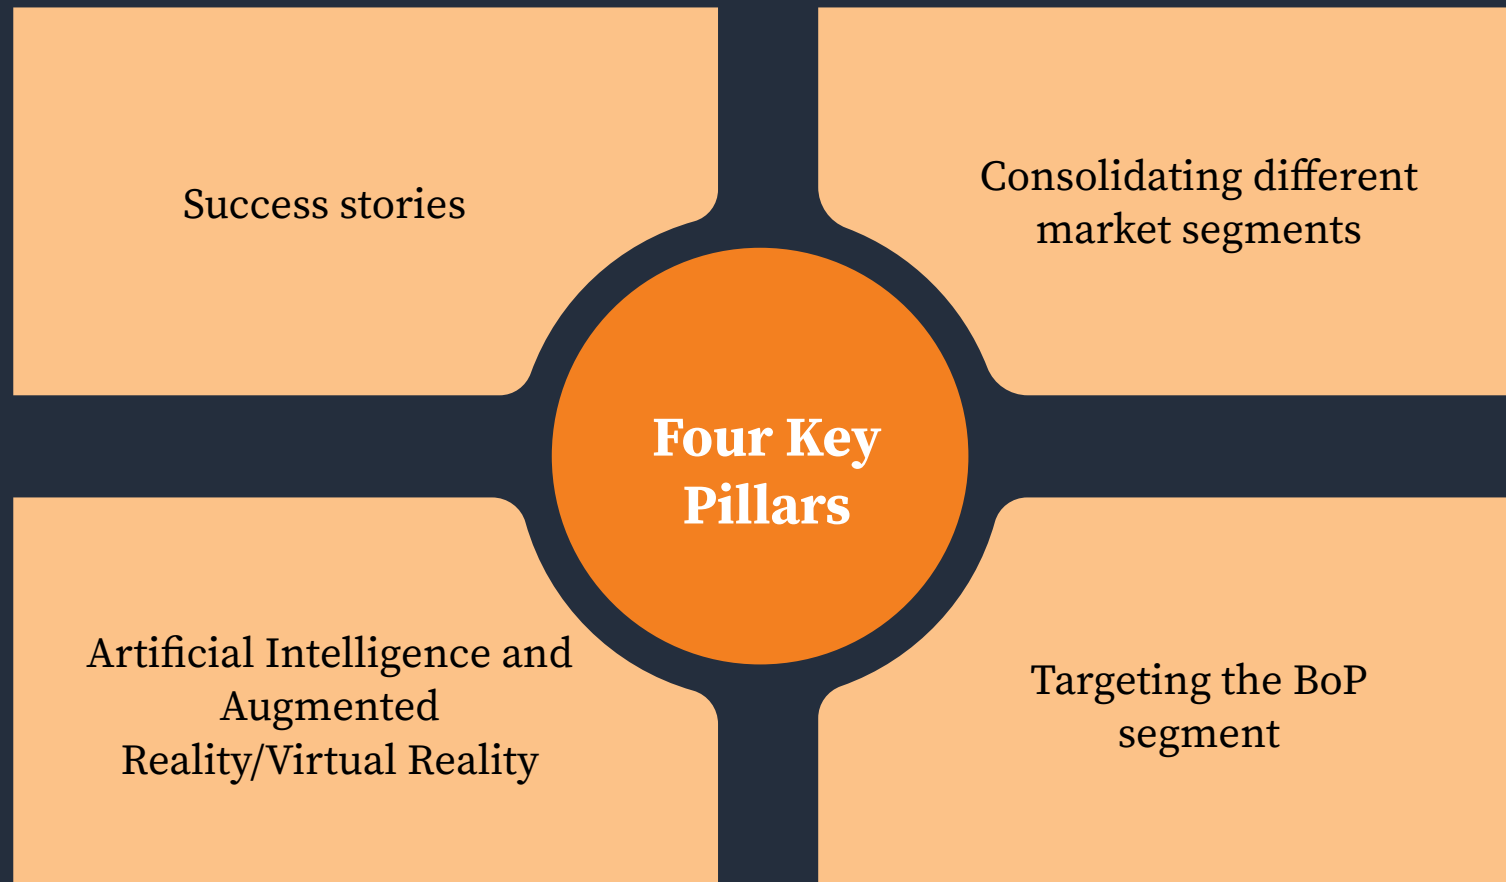 Success stories
Consolidating different
market segments
Four Key
Pillars
Artificial Intelligence and
Augmented
Reality/Virtual Reality
Targeting the BoP
segment